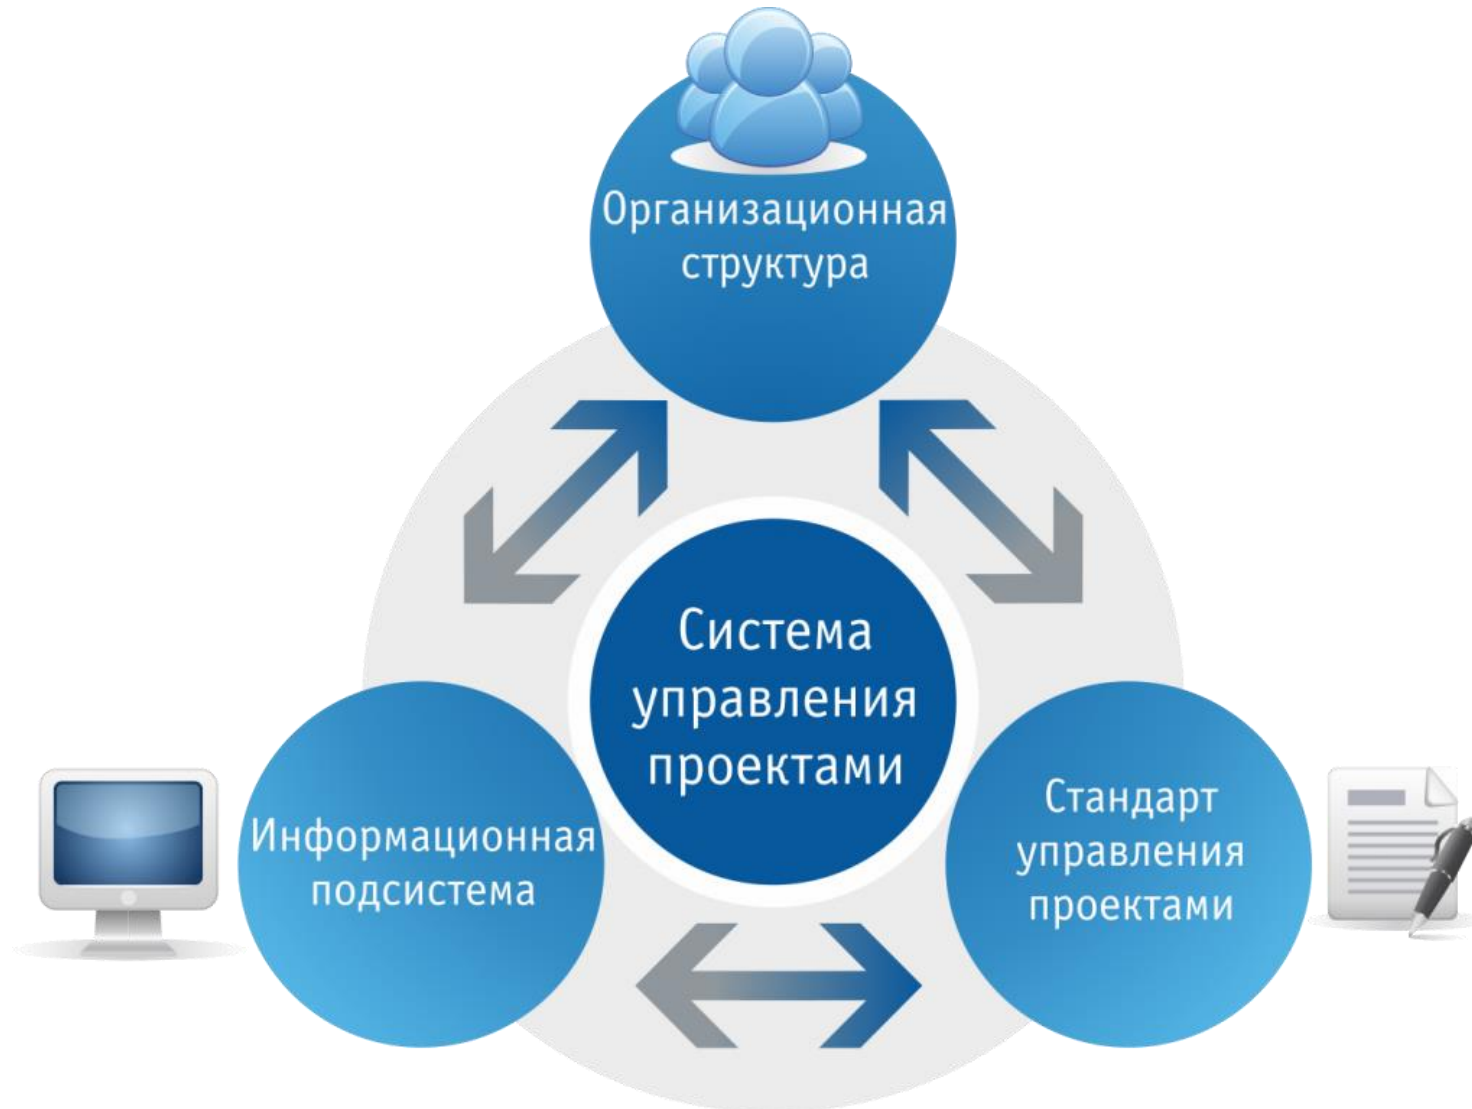 Организационная
структура
Система
управления
проектами
Информационная
подсистема
Стандарт
управления
проектами